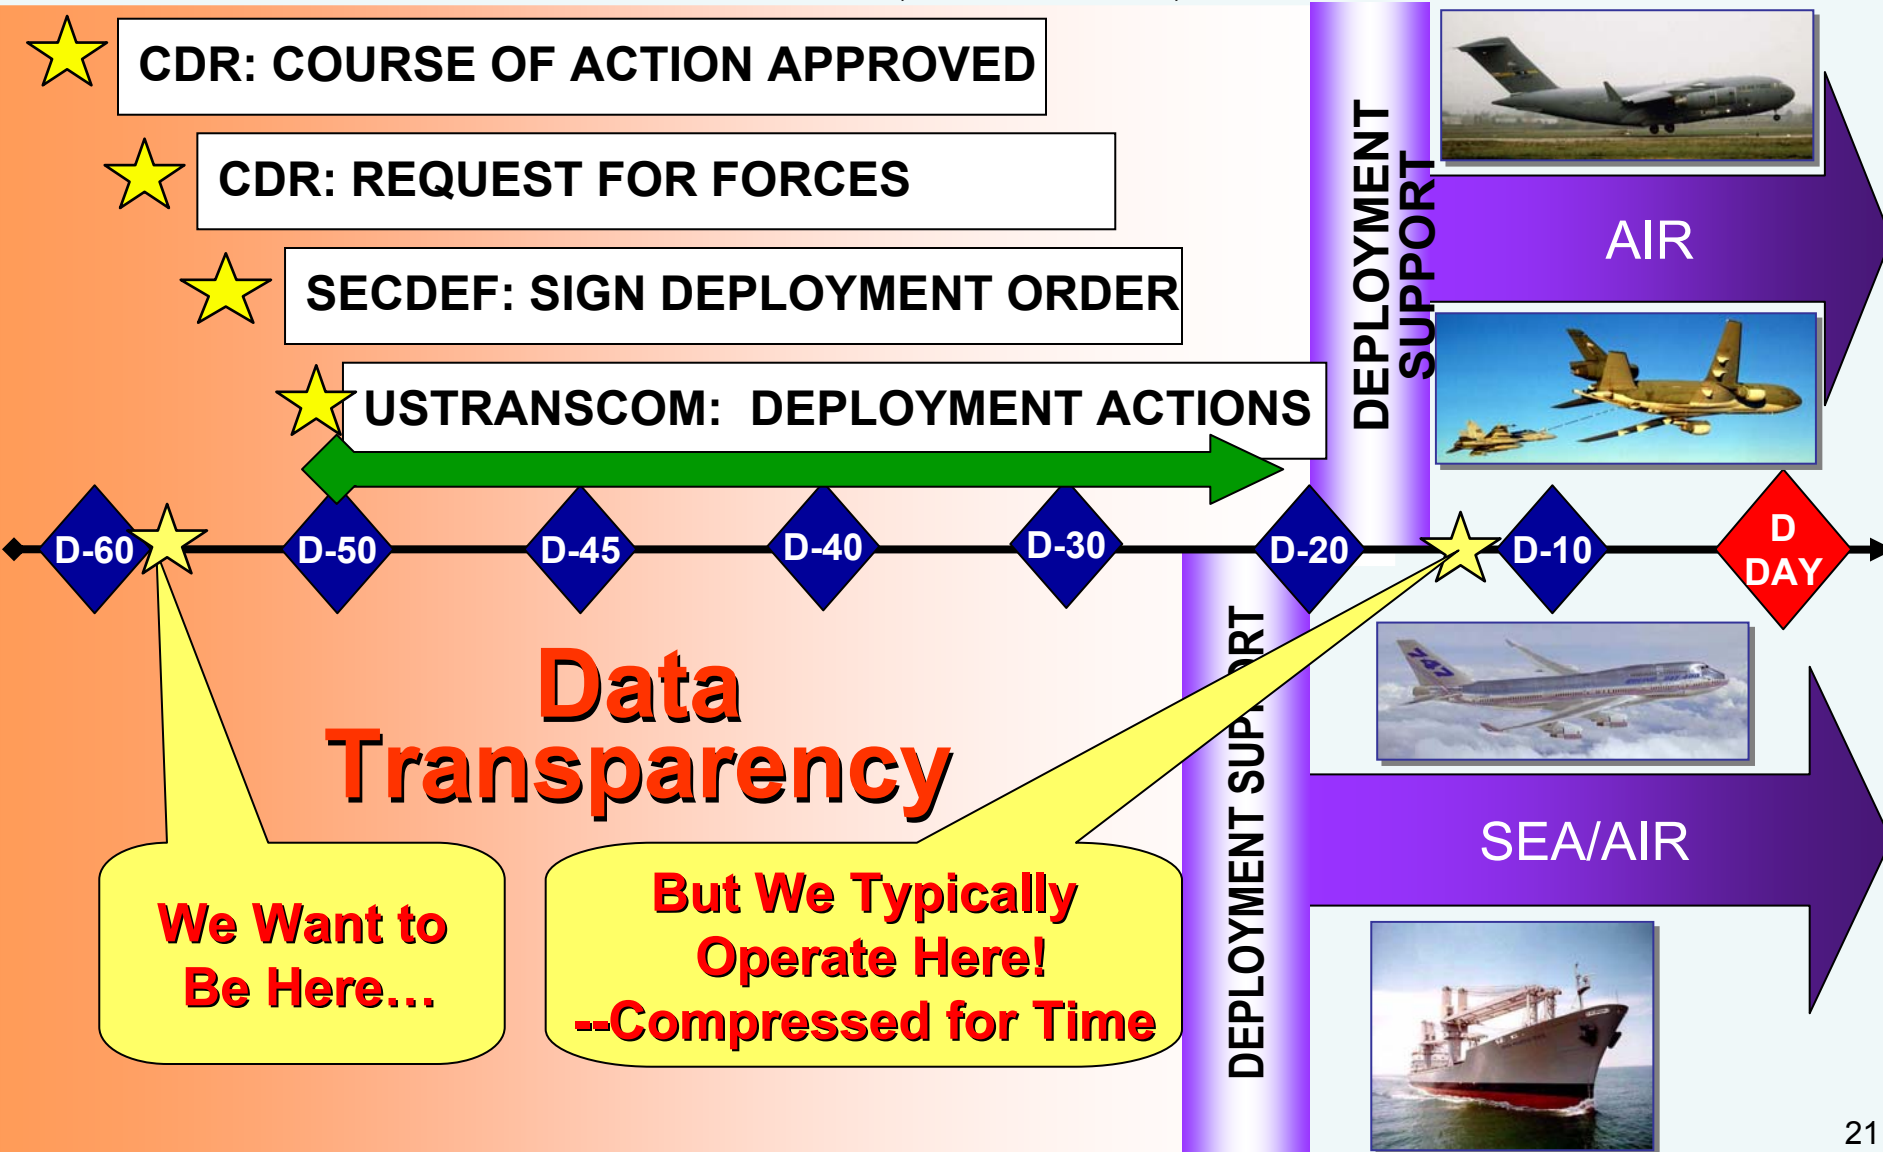 CDR: COURSE OF ACTION APPROVED
CDR: REQUEST FOR FORCES
SECDEF: SIGN DEPLOYMENT ORDER
USTRANSCOM: DEPLOYMENT ACTIONS
DEPLOYMENT
SUPPORT
AIR
D-60
D-50
D-45
D-40
D-30
D-20
D-10
D
DAY
Data
Transparency
We Want to
Be Here…
But We Typically
Operate Here!
--Compressed for Time
DEPLOYMENT SUPPORT
747
SEA/AIR
21